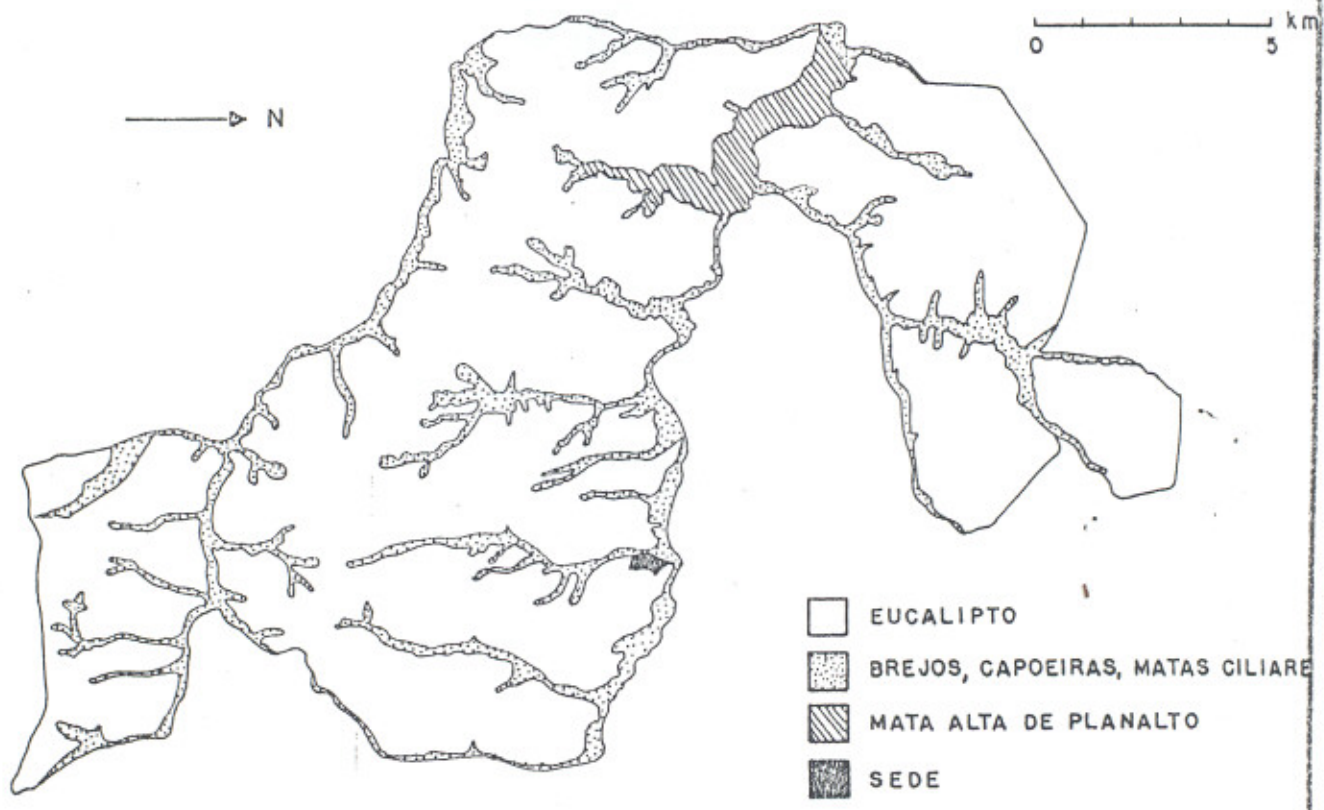 km
0 5
N
EUCALIPTO
BREJOS, CAPOEIRAS, MATAS CILIARE
MATA ALTA DE PLANALTO
SEDE